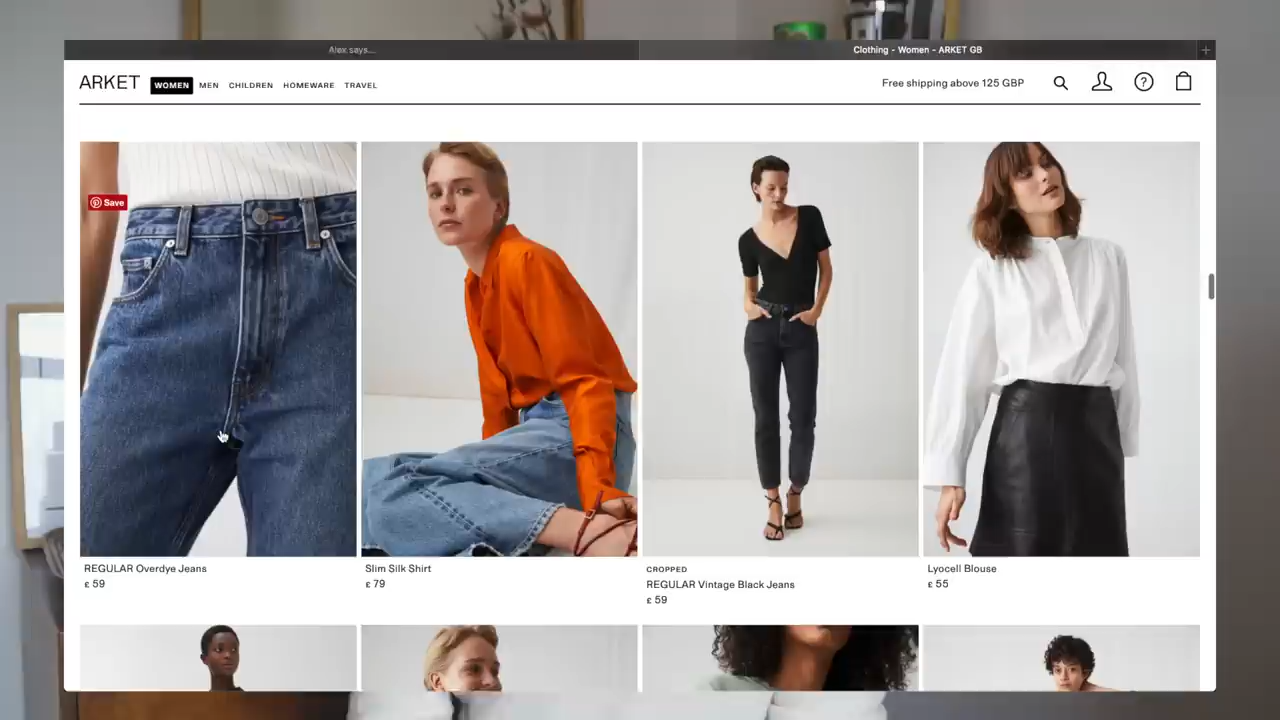 Alex says...
Clothing - Women - ARKET GB
ARKET WOMEN MEN CHILDREN HOMEWARE TRAVEL
Free shipping above 125 GBP
Save
REGULAR Overdye Jeans
£ 59
Slim Silk Shirt
£ 79
CROPPED
REGULAR Vintage Black Jeans
£ 59
Lyocell Blouse
£ 55